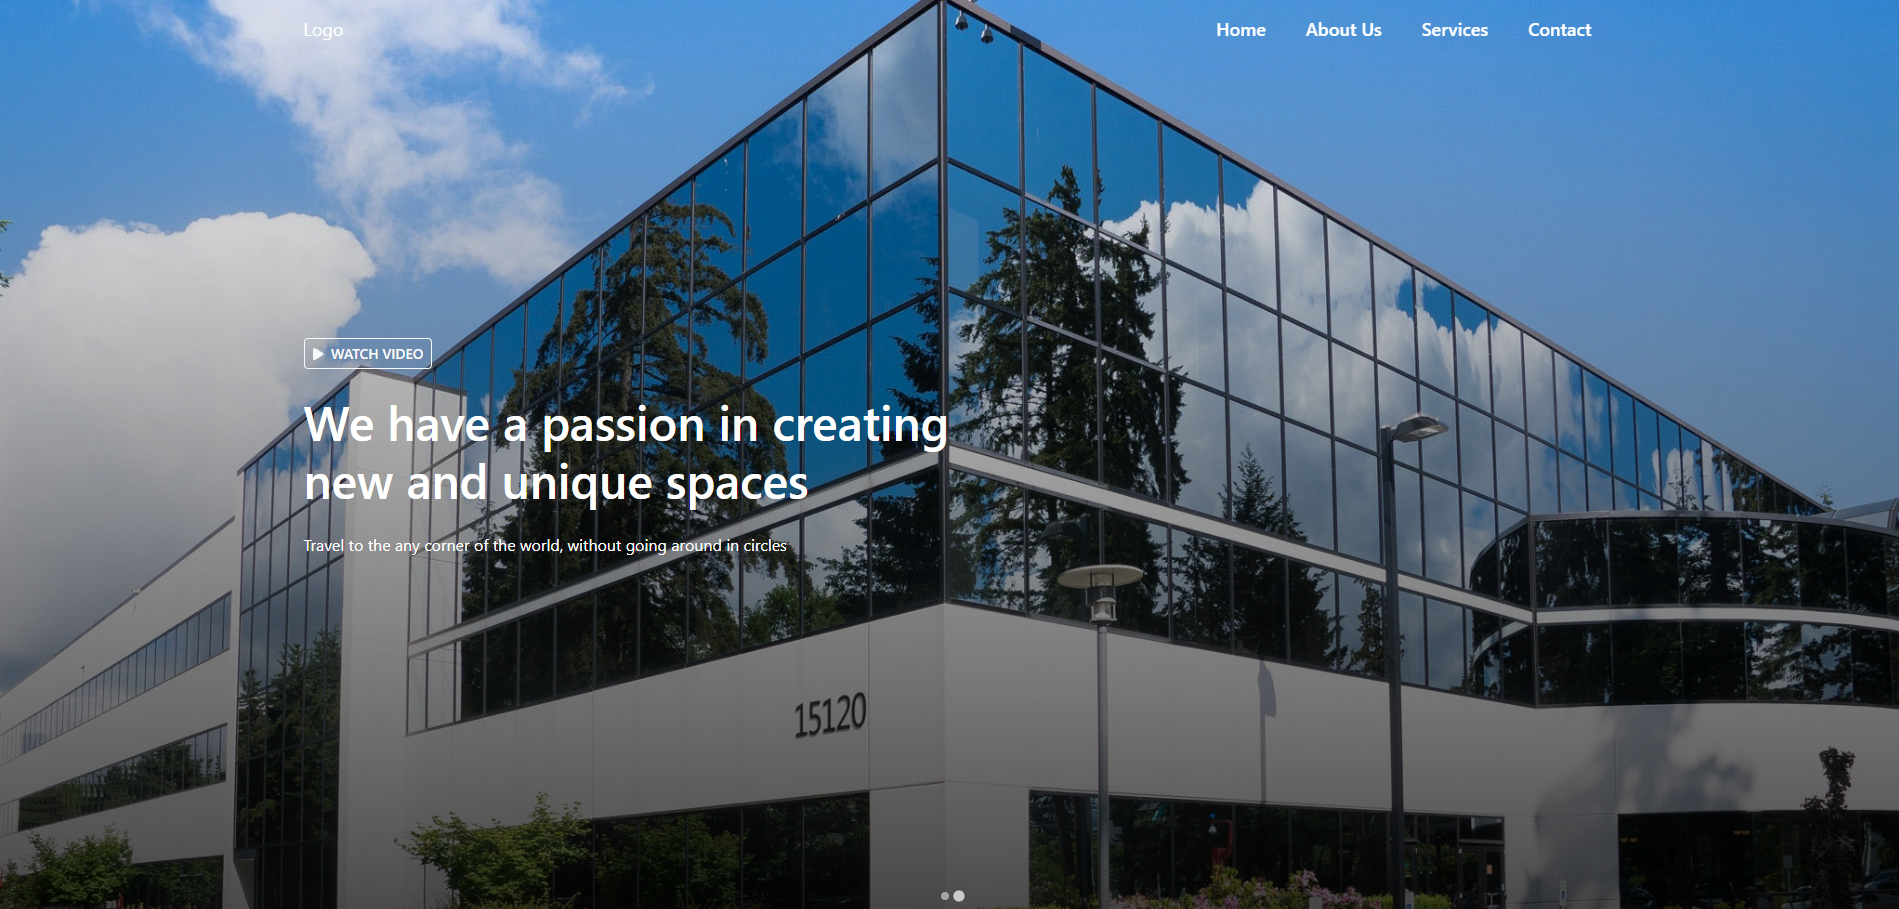 Logo
Home About Us Services Contact
WATCH VIDEO
We have a passion in creating
new and unique spaces
Travel to the any corner of the world, without going around in circles
15120